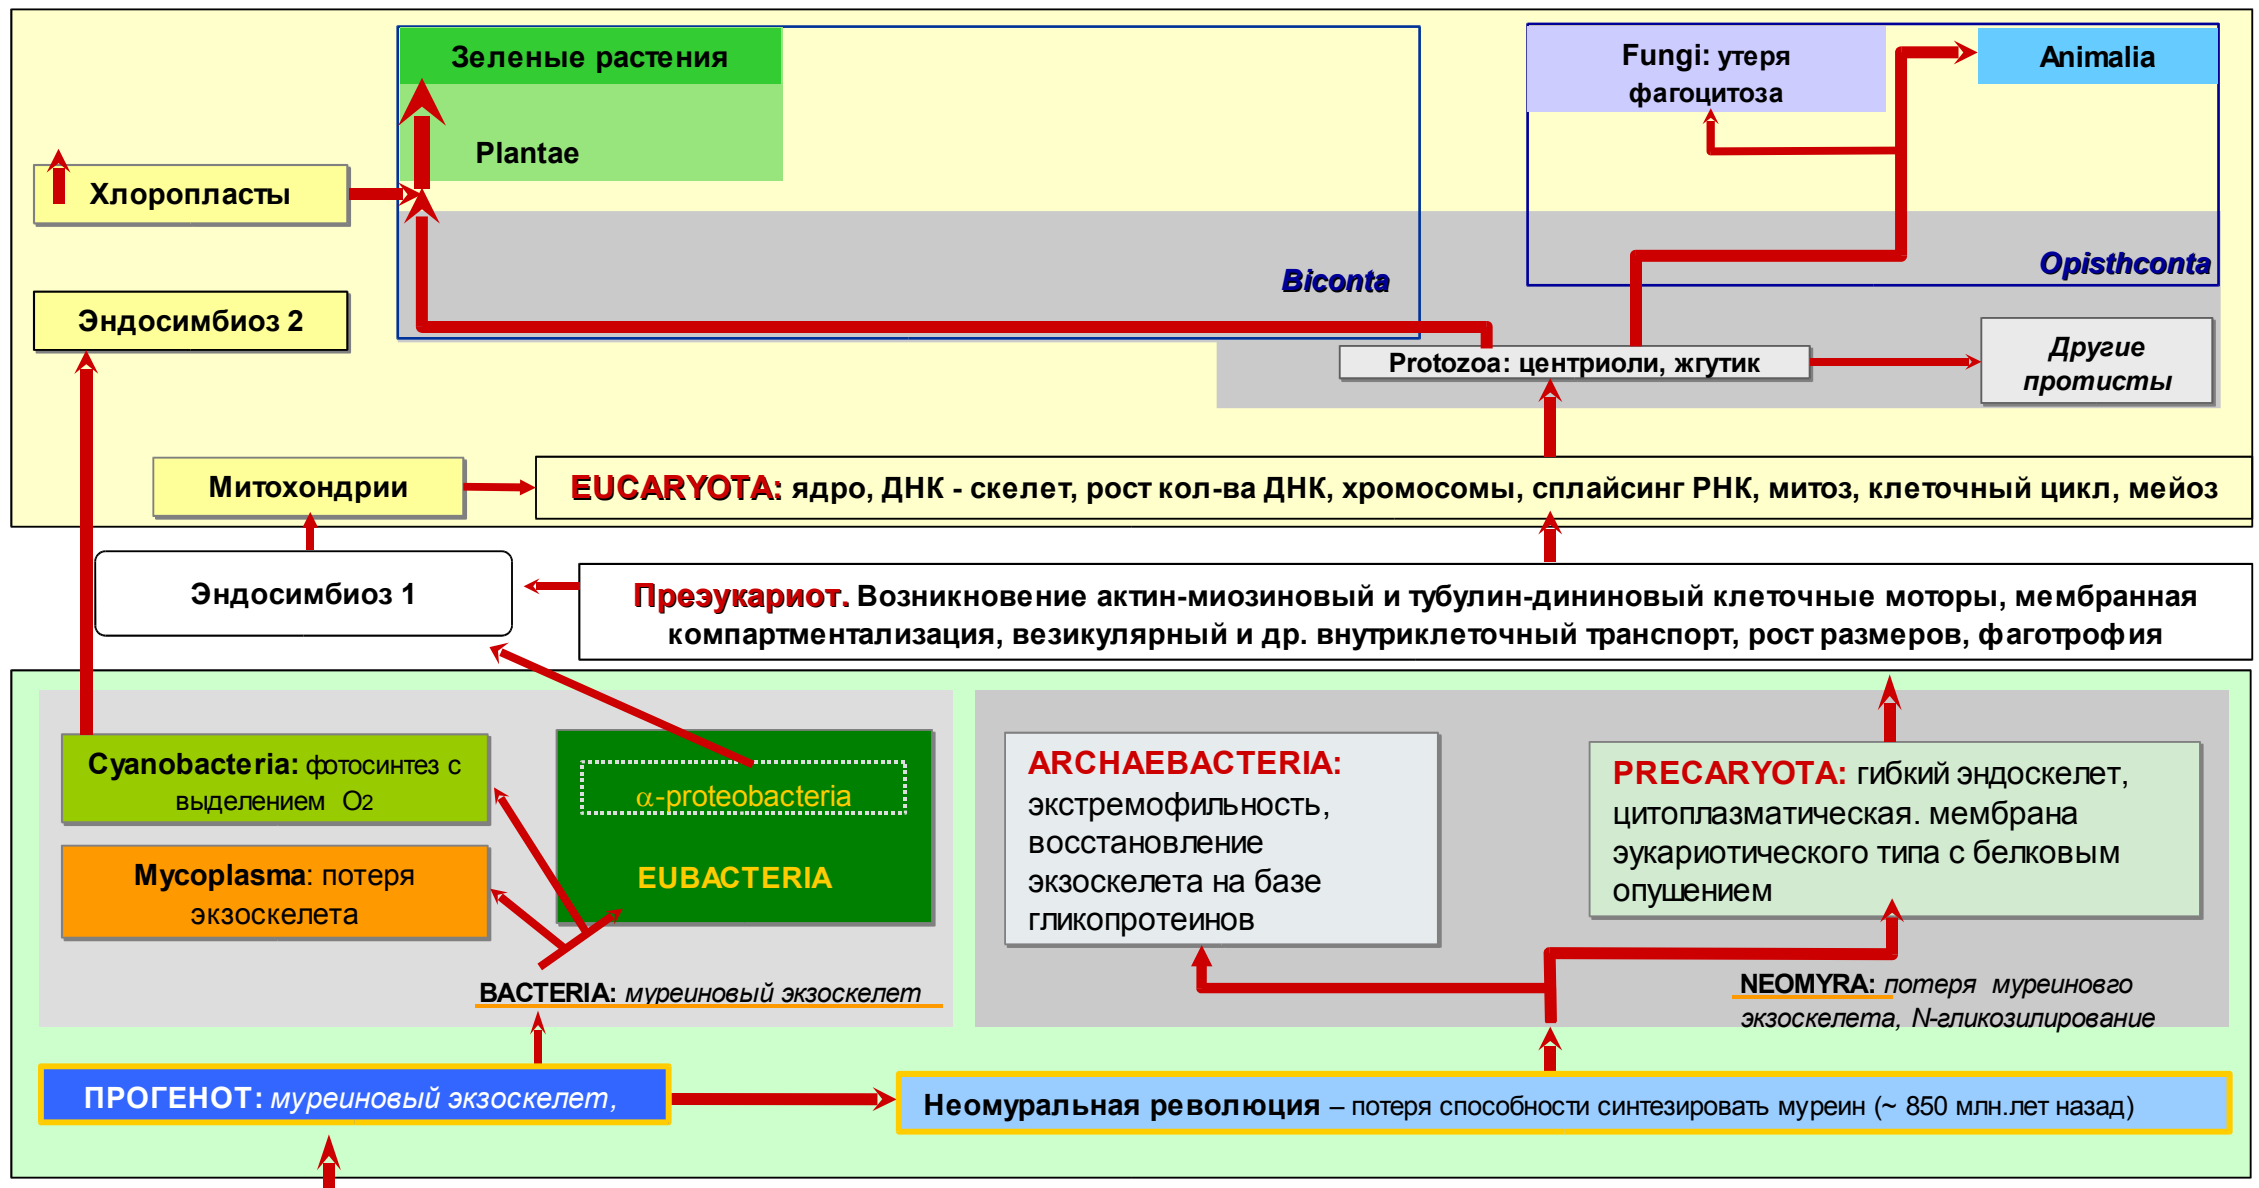 Зеленые растения
Plantae
Fungi: утеря
фагоцитоза
Animalia
Хлоропласты
Biconta
Opisthconta
Эндосимбиоз 2
Protozoa: центриоли, жгутик
Другие
протисты
Митохондрии
EUCARYOTA: ядро, ДНК - скелет, рост кол-ва ДНК, хромосомы, сплайсинг РНК, митоз, клеточный цикл, мейоз
Эндосимбиоз 1
Преэукариот. Возникновение актин-миозиновый и тубулин-дининовый клеточные моторы, мембранная
компартментализация, везикулярный и др. внутриклеточный транспорт, рост размеров, фаготрофия
Cyanobacteria: фотосинтез с
выделением О2
α-proteobacteria
EUBACTERIA
Mycoplasma: потеря
экзоскелета
BACTERIA: муреиновый экзоскелет
ARCHAEBACTERIA:
экстремофильность,
восстановление
экзоскелета на базе
гликопротеинов
PRECARYOTA: гибкий эндоскелет,
цитоплазматическая. мембрана
эукариотического типа с белковым
опушением
NEOMYRA: потеря муреиновго
экзоскелета, N-гликозилирование
ПРОГЕНОТ: муреиновый экзоскелет,
Неомуральная революция – потеря способности синтезировать муреин (~ 850 млн.лет назад)